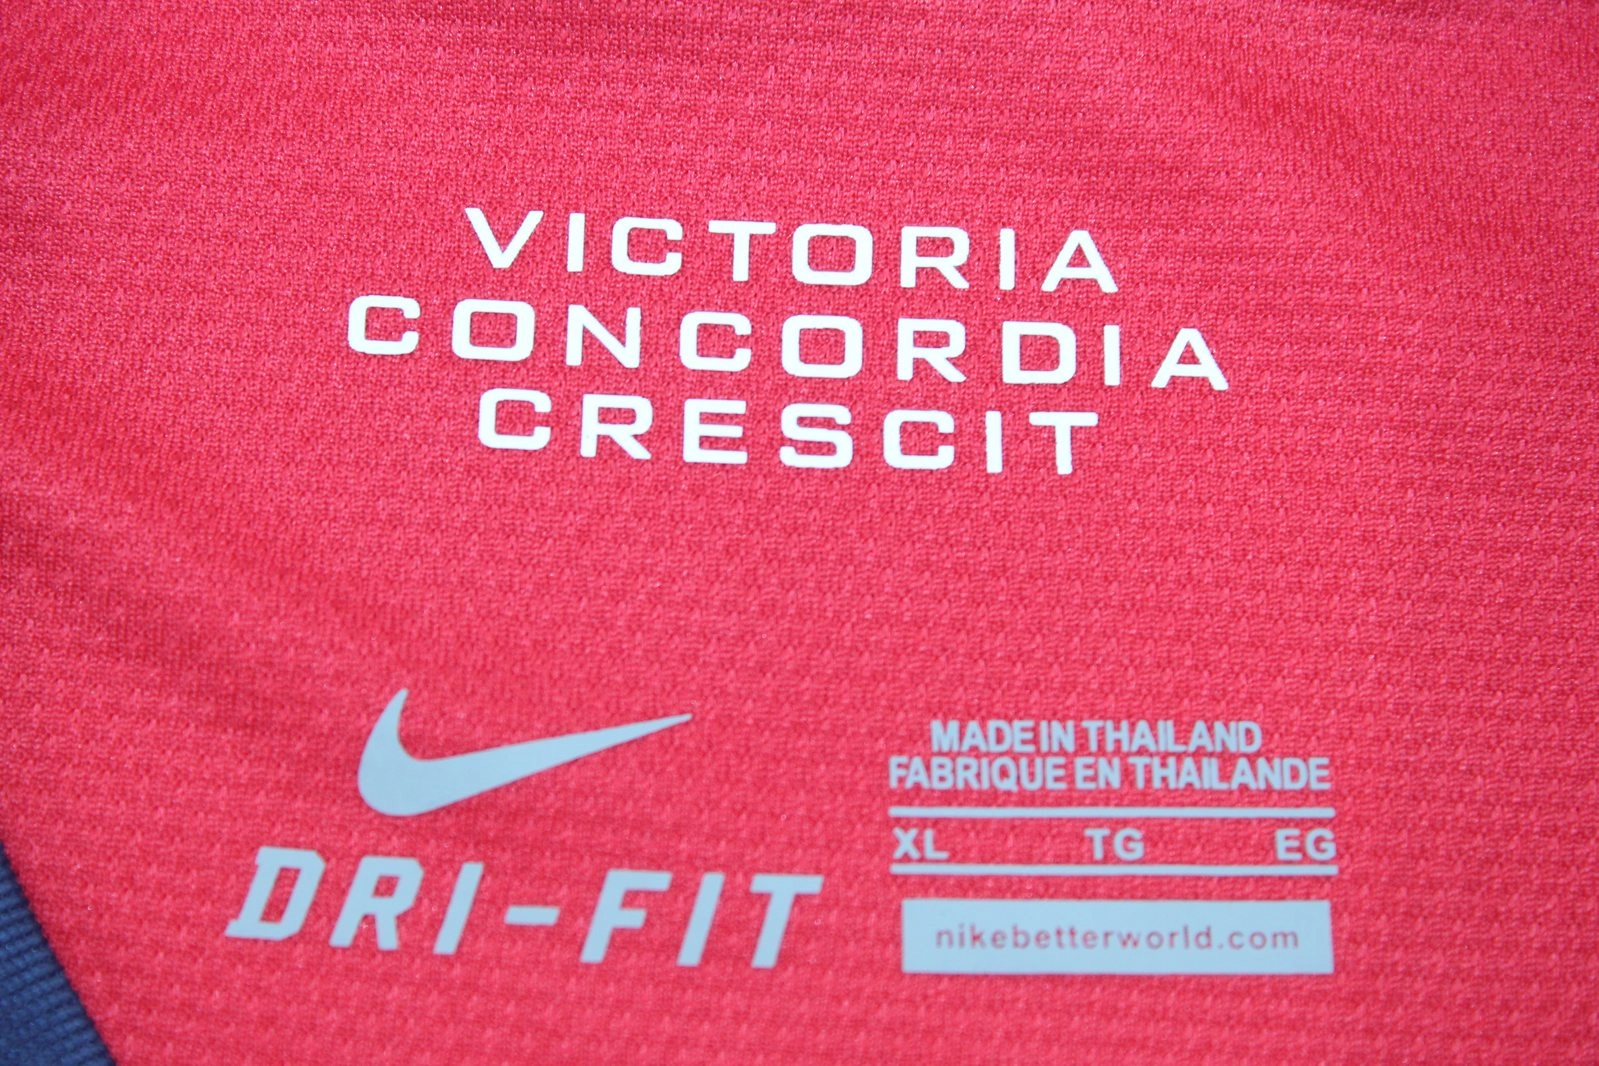 VICTORIA
CONCORDIA
CRESCIT
DRI-FIT
MADE IN THAILAND
FABRIQUE EN THAILANDE
XL TG EG
nikebetterworld.com